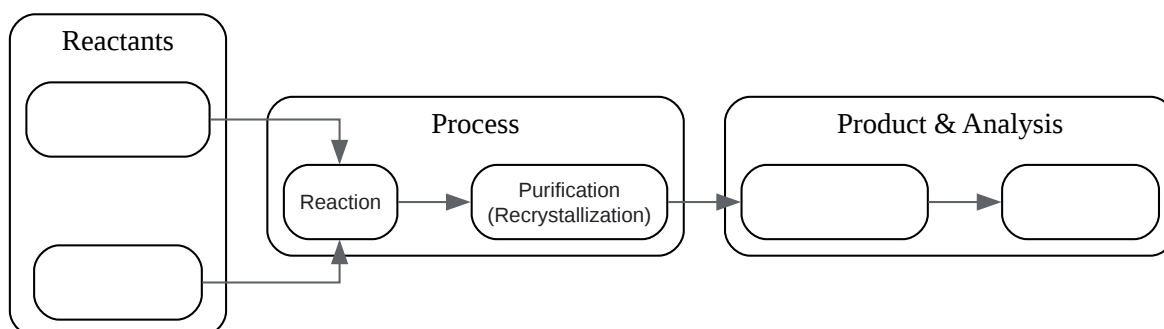 Reactants
Process
Product & Analysis
Reaction
Purification
(Recrystallization)